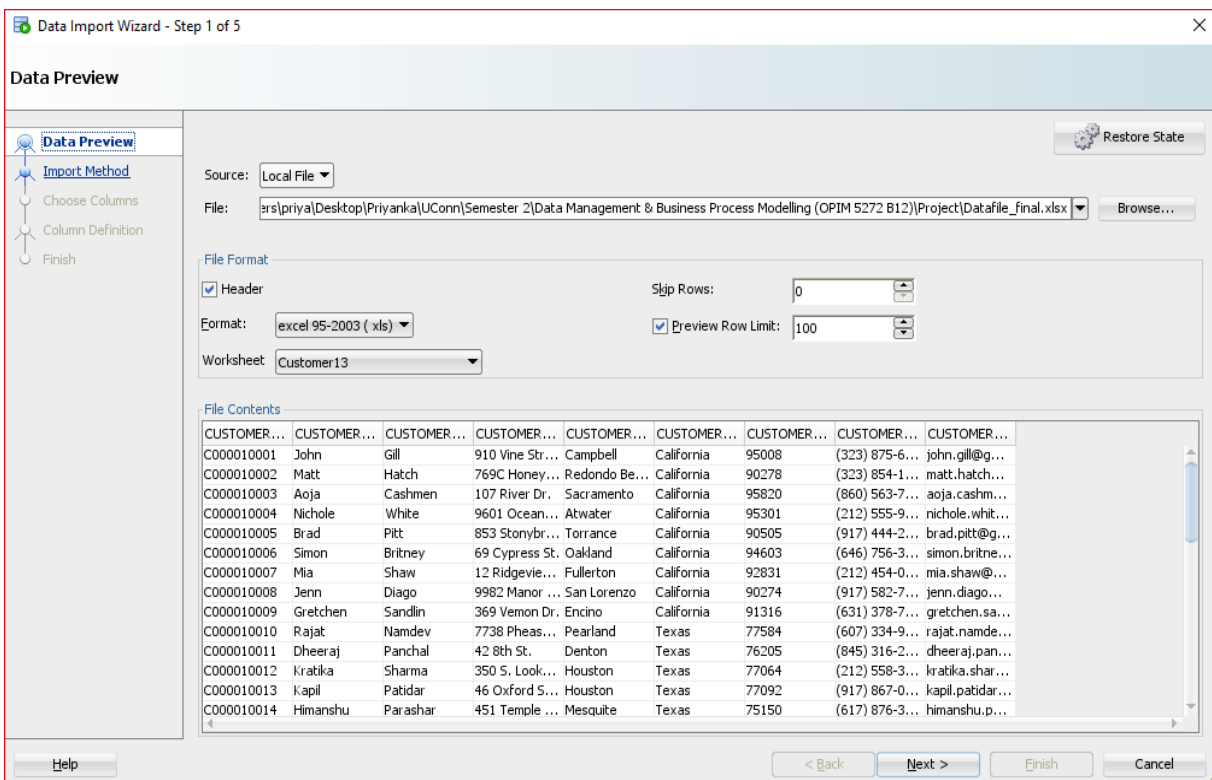 Data Import Wizard - Step 1 of 5
Data Preview
Data Preview
Import Method
Choose Columns
Column Definition
Finish
Restore State
Source: Local File
File: ers\priya\Desktop\Priyanka\UConn\Semester 2\Data Management & Business Process Modelling (OPIM 5272 B12)\Project\Datafile_final.xlsx Browse...
File Format
Header Skip Rows: 0
Format: excel 95-2003 ( xls) Preview Row Limit: 100
Worksheet Customer13
File Contents
CUSTOMER... CUSTOMER... CUSTOMER... CUSTOMER... CUSTOMER... CUSTOMER... CUSTOMER... CUSTOMER... CUSTOMER...
C000010001 John Gill 910 Vine Str... Campbell California 95008 (323) 875-6... john.gill@g...
C000010002 Matt Hatch 769C Honey... Redondo Be... California 90278 (323) 854-1... matt.hatch...
C000010003 Aoja Cashmen 107 River Dr. Sacramento California 95820 (860) 563-7... aoja.cashm...
C000010004 Nichole White 9601 Ocean... Atwater California 95301 (212) 555-9... nichole.whit...
C000010005 Brad Pitt 853 Stonybr... Torrance California 90505 (917) 444-2... brad.pitt@g...
C000010006 Simon Britney 69 Cypress St. Oakland California 94603 (646) 756-3... simon.britne...
C000010007 Mia Shaw 12 Ridgevie... Fullerton California 92831 (212) 454-0... mia.shaw@...
C000010008 Jenn Diago 9982 Manor ... San Lorenzo California 90274 (917) 582-7... jenn.diago...
C000010009 Gretchen Sandlin 369 Vernon Dr. Encino California 91316 (631) 378-7... gretchen.sa...
C000010010 Rajat Namdev 7738 Pheas... Pearland Texas 77584 (607) 334-9... rajat.namde...
C000010011 Dheeraj Panchal 42 8th St. Denton Texas 76205 (845) 316-2... dheeraj.pan...
C000010012 Kratika Sharma 350 S. Look... Houston Texas 77064 (212) 558-3... kratika.shar...
C000010013 Kapil Patidar 46 Oxford S... Houston Texas 77092 (917) 867-0... kapil.patidar...
C000010014 Himanshu Parashar 451 Temple ... Mesquite Texas 75150 (617) 876-3... himanshu.p...
Help < Back Next > Finish Cancel